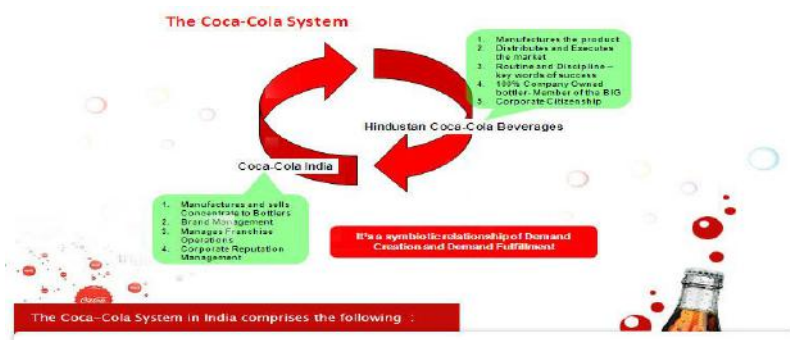 The Coca-Cola System
1. Manufactures the product
2. Distributes and Executes
the market
3. Routine and Discipline –
key words of success
4. 100% Company Owned
bottler- Member of the BIG
5. Corporate Citizenship
Hindustan Coca-Cola Beverages
Coca-Cola India
1. Manufactures and sells
Concentrate to Bottlers
2. Brand Management
3. Manages Franchise
Operations
4. Corporate Reputation
Management
It's a symbiotic relationship of Demand
Creation and Demand Fulfillment
The Coca-Cola System in India comprises the following :